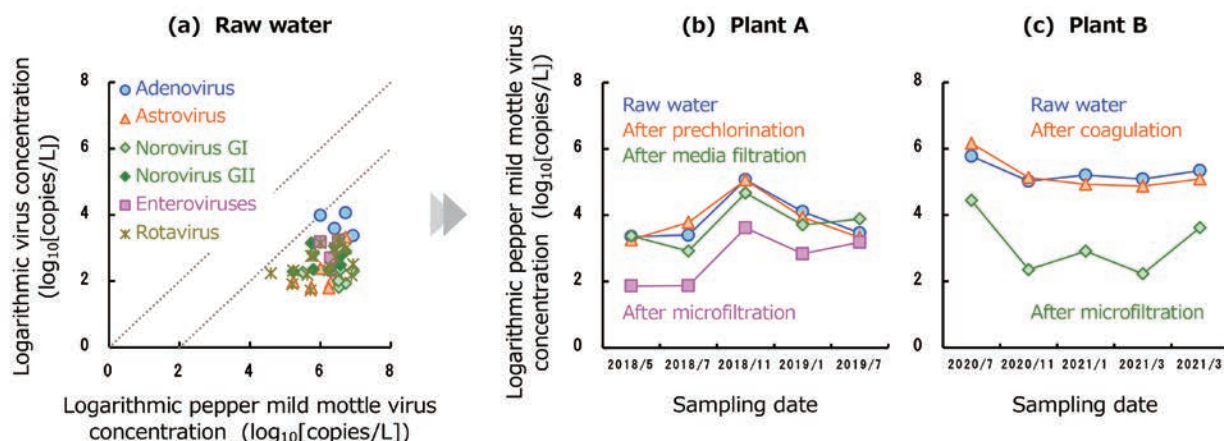 (a) Raw water
Logarithmic virus concentration
(log10[copies/L])
8
6
4
2
0
Adenovirus
Astrovirus
Norovirus GI
Norovirus GII
Enteroviruses
Rotavirus
0 2 4 6 8
Logarithmic pepper mild mottle virus
concentration (log10[copies/L])
(b) Plant A
Logarithmic pepper mild mottle virus
concentration (log10[copies/L])
8
6
4
2
0
Raw water
After prechlorination
After media filtration
After microfiltration
2018/5 2018/7 2018/11 2019/1 2019/7
Sampling date
(c) Plant B
8
6
4
2
0
Raw water
After coagulation
After microfiltration
2020/7 2020/11 2021/1 2021/3 2021/3
Sampling date